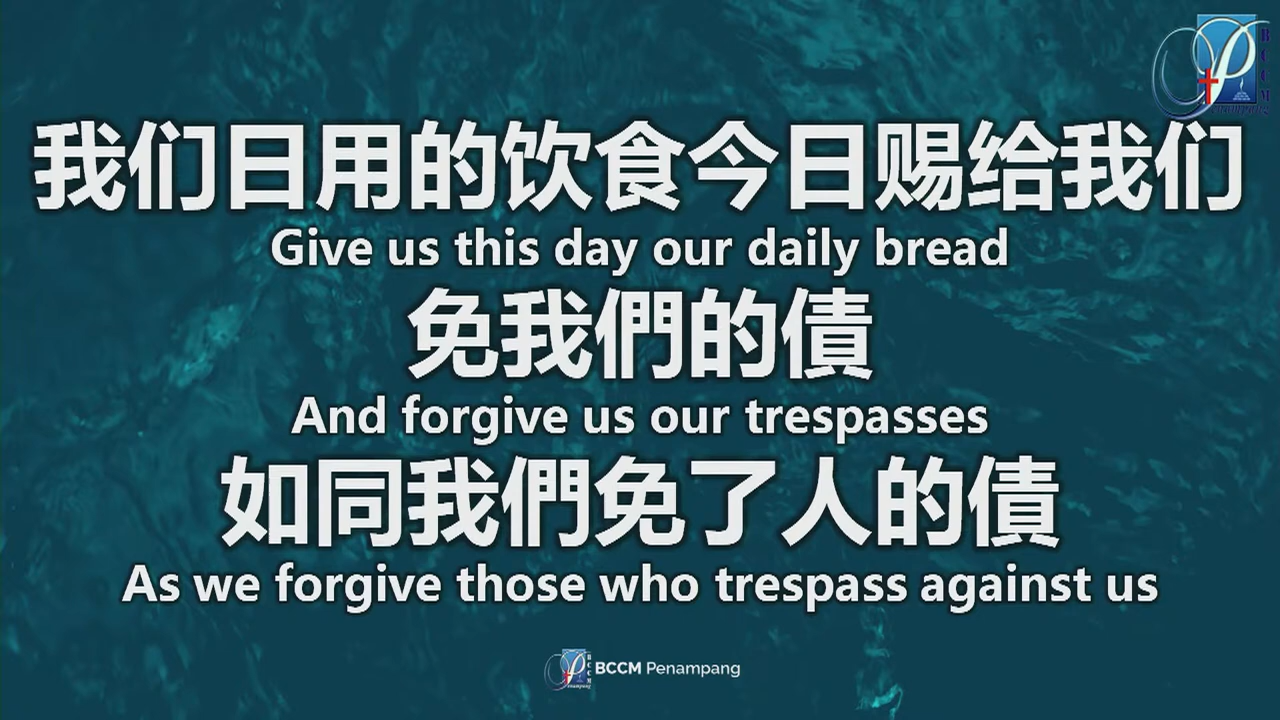 我们日用的饮食今日赐给我们
Give us this day our daily bread
免我們的債
And forgive us our trespasses
如同我們免了人的債
As we forgive those who trespass against us
BCCM Penampang